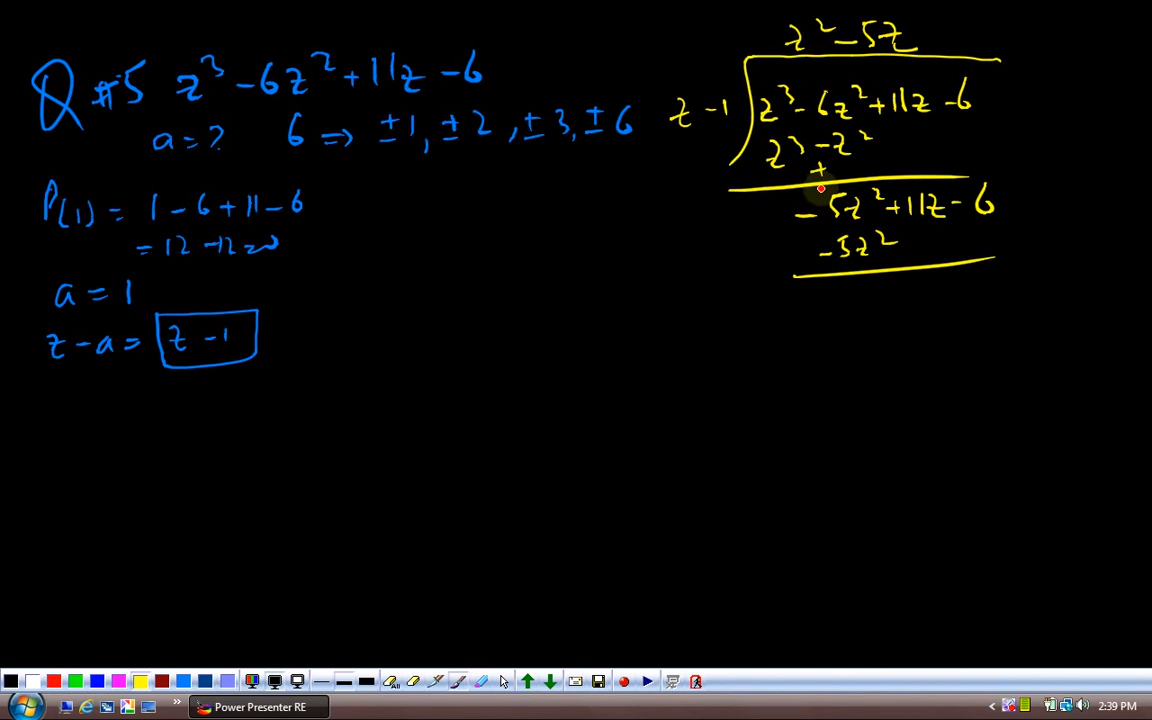 Q #5 z³ - 6z² + 11z - 6
a = ? 6 => ±1, ±2, ±3, ±6
P(1) = 1 - 6 + 11 - 6
= 12 - 12 = 0
a = 1
z - a = z - 1
z² - 5z
z - 1 z³ - 6z² + 11z - 6
z³ - z²
+
- 5z² + 11z - 6
- 5z²
Power Presenter RE
2:39 PM